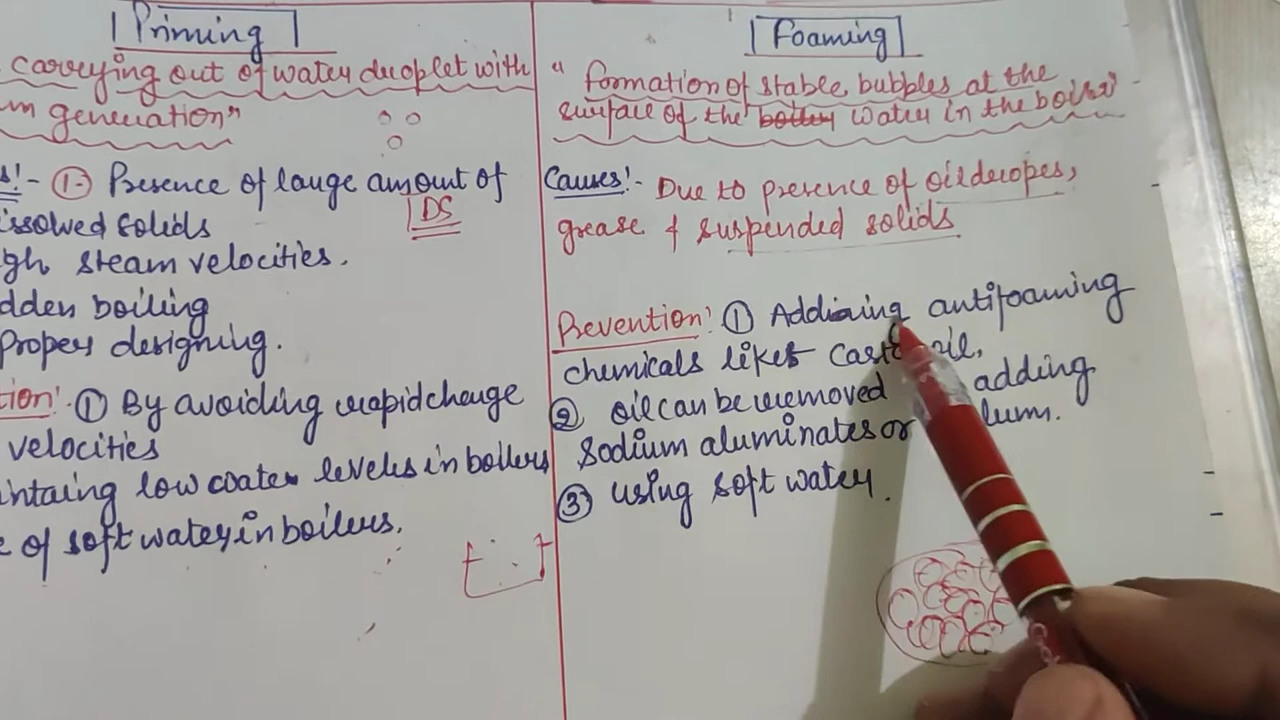 Priming
carrying out of water droplet with
m generation"
s!- ① Presence of large amount of
issolved solids
DS
gh steam velocities.
dden boiling
Proper designing.
tion! ① By avoiding rapid change
velocities
intaing low water levels in boilers
e of soft water, in boilers.
Foaming
" formation of stable bubbles at the
surface of the water in the boiler"
Causes!- Due to presence of oil deropes,
grease & suspended solids
Prevention! ① Addining antifoaming
chemicals likes Cast oil,
② oil can be removed adding
Sodium aluminates or lum.
③ Using soft water.